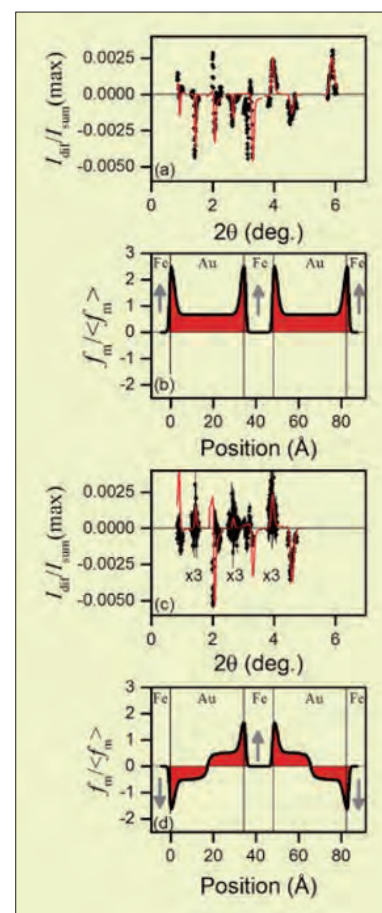 I_dif/I_sum(max)
0.0025
0.0000
-0.0025
-0.0050
(a)
0 2 4 6
2θ (deg.)
f_m/<f_m>
3
2
1
0
-1
-2
Fe Au Fe Au Fe
(b)
0 20 40 60 80
Position (Å)
I_dif/I_sum(max)
0.0025
0.0000
-0.0025
-0.0050
x3 x3 x3
(c)
0 2 4 6
2θ (deg.)
f_m/<f_m>
3
2
1
0
-1
-2
Fe Au Fe Au Fe
(d)
0 20 40 60 80
Position (Å)